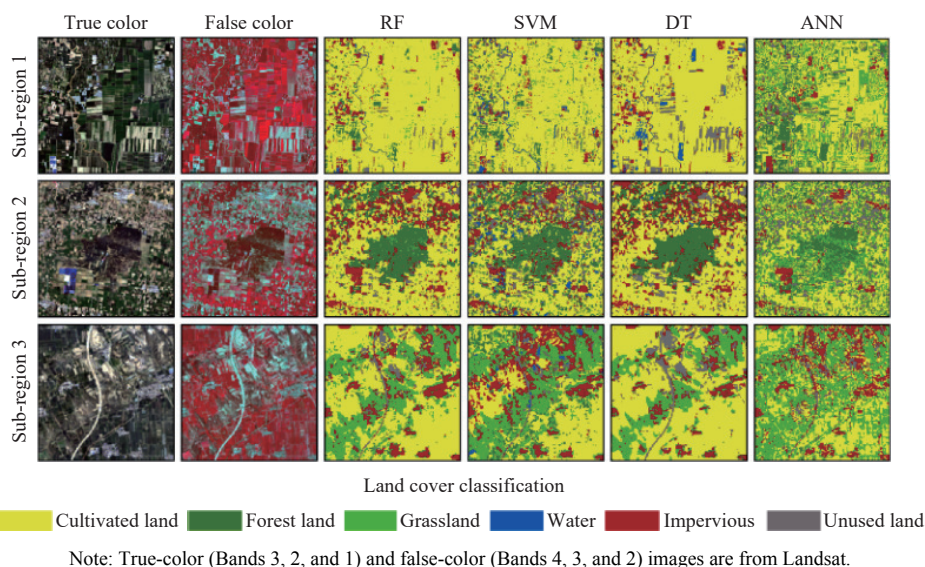 True color False color RF SVM DT ANN
Sub-region 1
Sub-region 2
Sub-region 3
Land cover classification
Cultivated land Forest land Grassland Water Impervious Unused land
Note: True-color (Bands 3, 2, and 1) and false-color (Bands 4, 3, and 2) images are from Landsat.